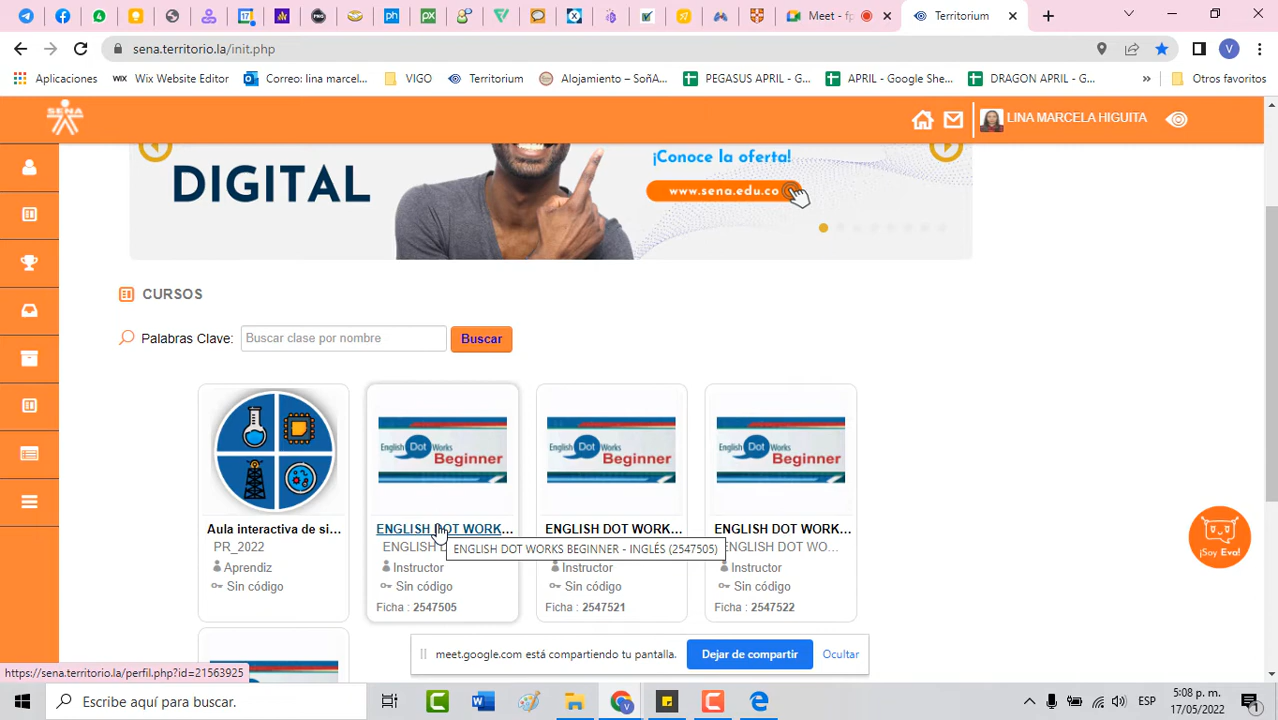 Meet - fp
Territorium
sena.territorio.la/init.php
Aplicaciones
Wix Website Editor
Correo: lina marcel...
VIGO
Territorium
Alojamiento – SoñA...
PEGASUS APRIL - G...
APRIL - Google She...
DRAGON APRIL - G...
»
Otros favoritos
SENA
LINA MARCELA HIGUITA
DIGITAL
¡Conoce la oferta!
www.sena.edu.co
CURSOS
Palabras Clave:
Buscar clase por nombre
Buscar
English Dot Works
Beginner
English Dot Works
Beginner
English Dot Works
Beginner
Aula interactiva de si...
PR_2022
Aprendiz
Sin código
ENGLISH DOT WORK...
ENGLISH D
Instructor
Sin código
Ficha : 2547505
ENGLISH DOT WORKS BEGINNER - INGLÉS (2547505)
ENGLISH DOT WORK...
Instructor
Sin código
Ficha : 2547521
ENGLISH DOT WORK...
ENGLISH DOT WO...
Instructor
Sin código
Ficha : 2547522
¡Soy Eva!
meet.google.com está compartiendo tu pantalla.
Dejar de compartir
Ocultar
https://sena.territorio.la/perfil.php?id=21563925
Escribe aquí para buscar.
ESP
5:08 p. m.
17/05/2022